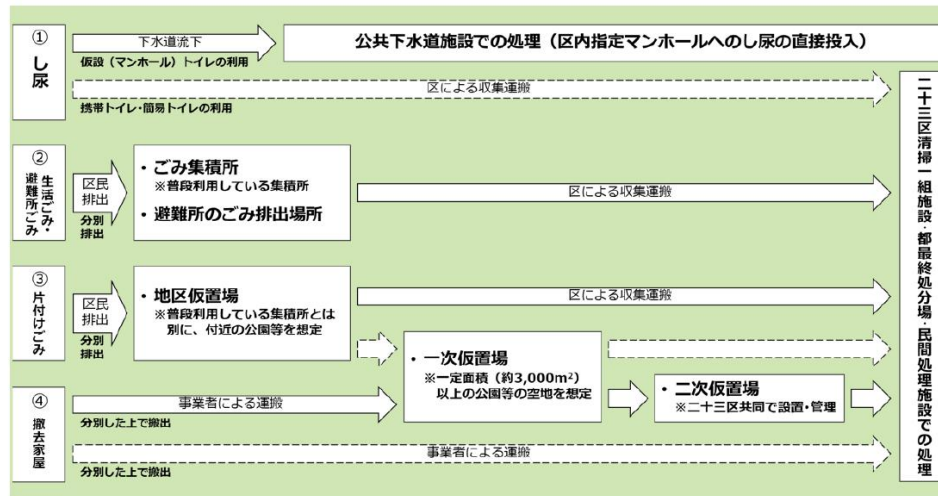 ①
し尿
下水道流下
仮設（マンホール）トイレの利用
公共下水道施設での処理（区内指定マンホールへのし尿の直接投入）
区による収集運搬
携帯トイレ・簡易トイレの利用
②
生活ごみ・
避難所ごみ
区民
排出
分別
排出
・ごみ集積所
※普段利用している集積所
・避難所のごみ排出場所
区による収集運搬
③
片付けごみ
区民
排出
分別
排出
・地区仮置場
※普段利用している集積所とは
別に、付近の公園等を想定
区による収集運搬
・一次仮置場
※一定面積（約3,000m²）
以上の公園等の空地を想定
・二次仮置場
※二十三区共同で設置・管理
④
撤去家屋
事業者による運搬
分別した上で搬出
事業者による運搬
分別した上で搬出
二十三区清掃一組施設・都最終処分場・民間処理施設での処理